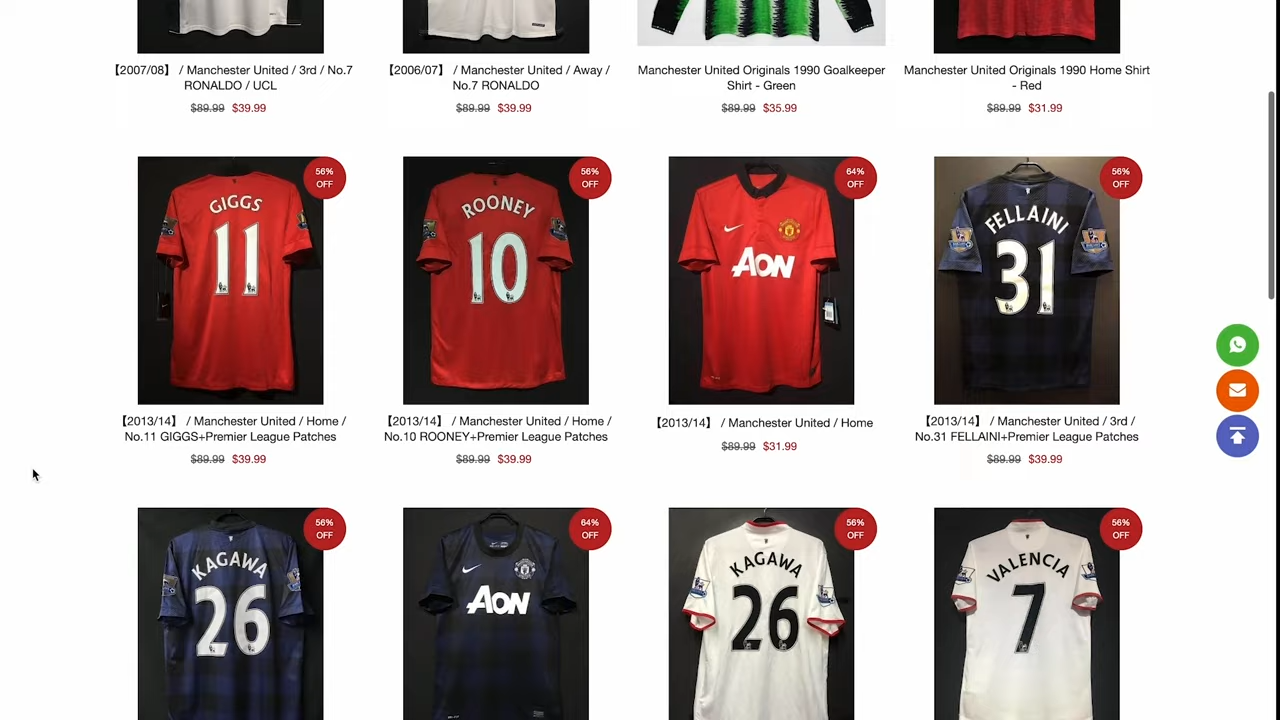 【2007/08】 / Manchester United / 3rd / No.7
RONALDO / UCL
$89.99 $39.99
【2006/07】 / Manchester United / Away /
No.7 RONALDO
$89.99 $39.99
Manchester United Originals 1990 Goalkeeper
Shirt - Green
$89.99 $35.99
Manchester United Originals 1990 Home Shirt
- Red
$89.99 $31.99
56%
OFF
GIGGS
11
56%
OFF
ROONEY
10
64%
OFF
AON
56%
OFF
FELLAINI
31
【2013/14】 / Manchester United / Home /
No.11 GIGGS+Premier League Patches
$89.99 $39.99
【2013/14】 / Manchester United / Home /
No.10 ROONEY+Premier League Patches
$89.99 $39.99
【2013/14】 / Manchester United / Home
$89.99 $31.99
【2013/14】 / Manchester United / 3rd /
No.31 FELLAINI+Premier League Patches
$89.99 $39.99
56%
OFF
KAGAWA
26
64%
OFF
AON
56%
OFF
KAGAWA
26
56%
OFF
VALENCIA
7